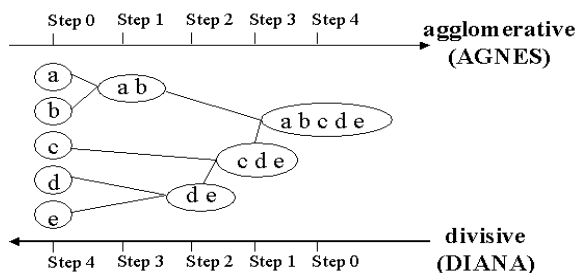 Step 0 Step 1 Step 2 Step 3 Step 4
agglomerative
(AGNES)
a
a b
b
a b c d e
c
c d e
d
d e
e
divisive
(DIANA)
Step 4 Step 3 Step 2 Step 1 Step 0